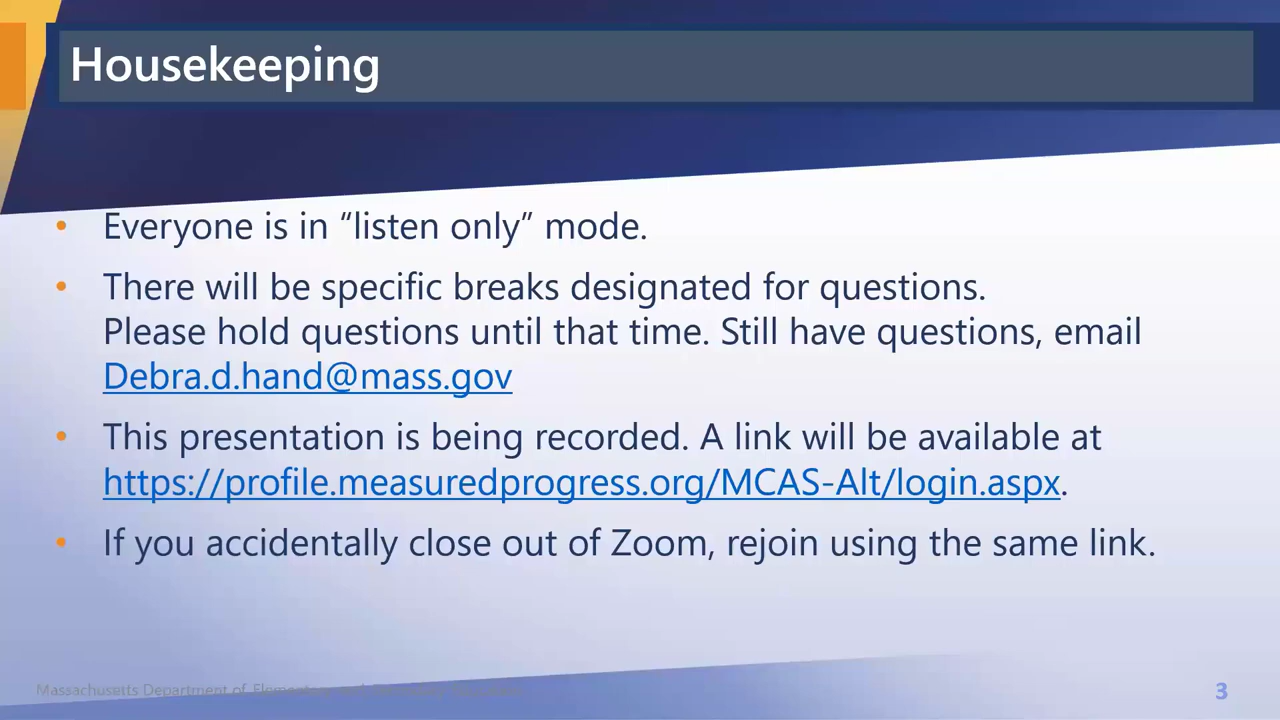 Housekeeping
• Everyone is in “listen only” mode.
• There will be specific breaks designated for questions.
Please hold questions until that time. Still have questions, email
Debra.d.hand@mass.gov
• This presentation is being recorded. A link will be available at
https://profile.measuredprogress.org/MCAS-Alt/login.aspx.
• If you accidentally close out of Zoom, rejoin using the same link.
Massachusetts Department of
3